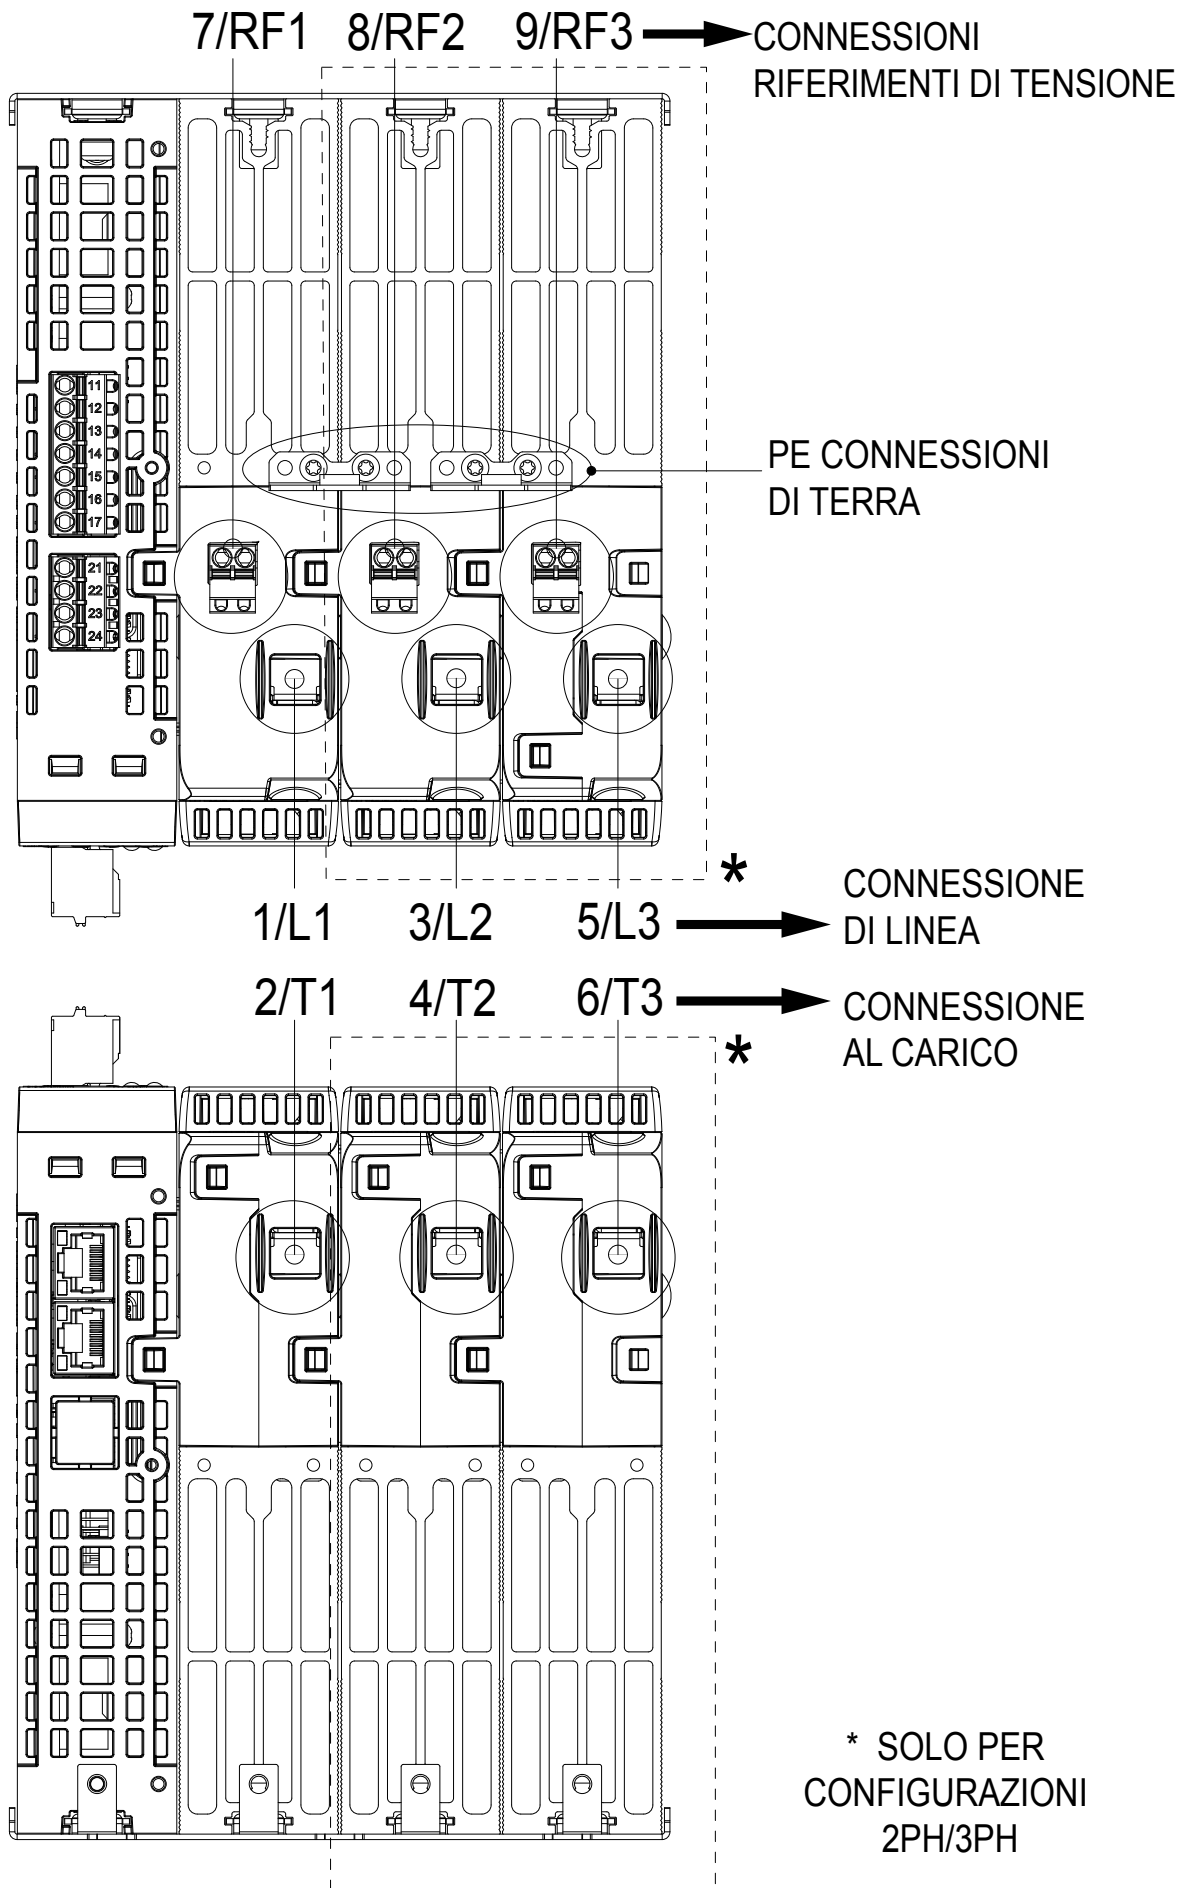 7/RF1 8/RF2 9/RF3
CONNESSIONI
RIFERIMENTI DI TENSIONE
11
12
13
14
15
16
17
PE CONNESSIONI
DI TERRA
21
22
23
24
*
1/L1 3/L2 5/L3
CONNESSIONE
DI LINEA
2/T1 4/T2 6/T3
CONNESSIONE
AL CARICO
*
* SOLO PER
CONFIGURAZIONI
2PH/3PH